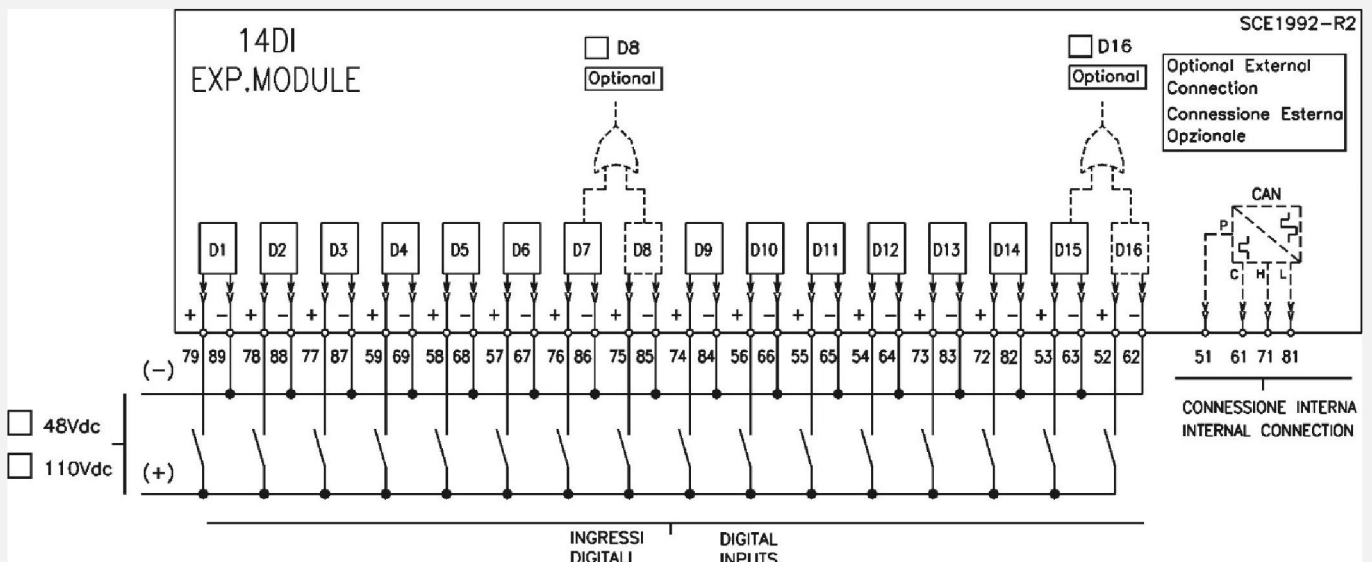 SCE1992-R2
14DI
EXP.MODULE
D8
Optional
D16
Optional
Optional External
Connection
Connessione Esterna
Opzionale
CAN
P
C H L
D1 D2 D3 D4 D5 D6 D7 D8 D9 D10 D11 D12 D13 D14 D15 D16
+ − + − + − + − + − + − + − + − + − + − + − + − + − + − + − + −
79 89 78 88 77 87 59 69 58 68 57 67 76 86 75 85 74 84 56 66 55 65 54 64 73 83 72 82 53 63 52 62 51 61 71 81
(−)
48Vdc
110Vdc
(+)
CONNESSIONE INTERNA
INTERNAL CONNECTION
INGRESSI
DIGITALI
DIGITAL
INPUTS